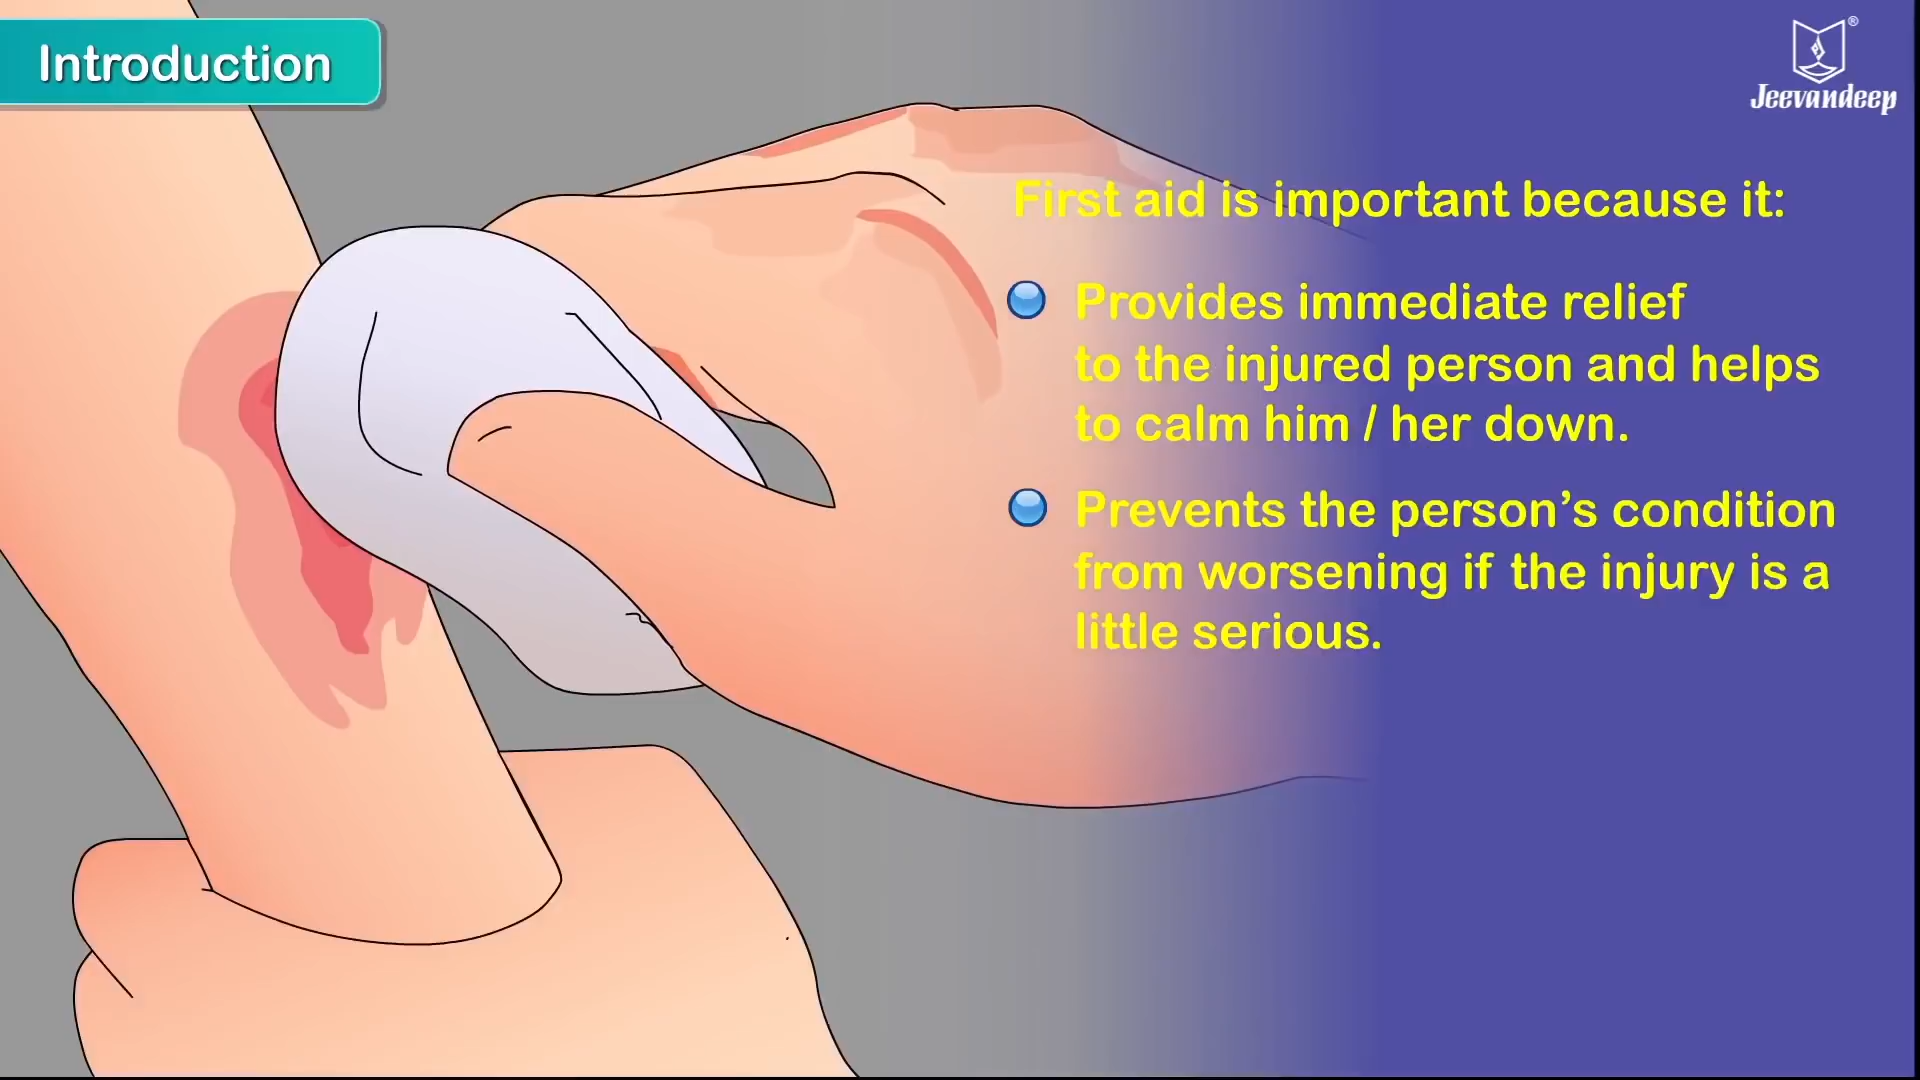 Introduction
®
Jeevandeep
First aid is important because it:
Provides immediate relief
to the injured person and helps
to calm him / her down.
Prevents the person’s condition
from worsening if the injury is a
little serious.